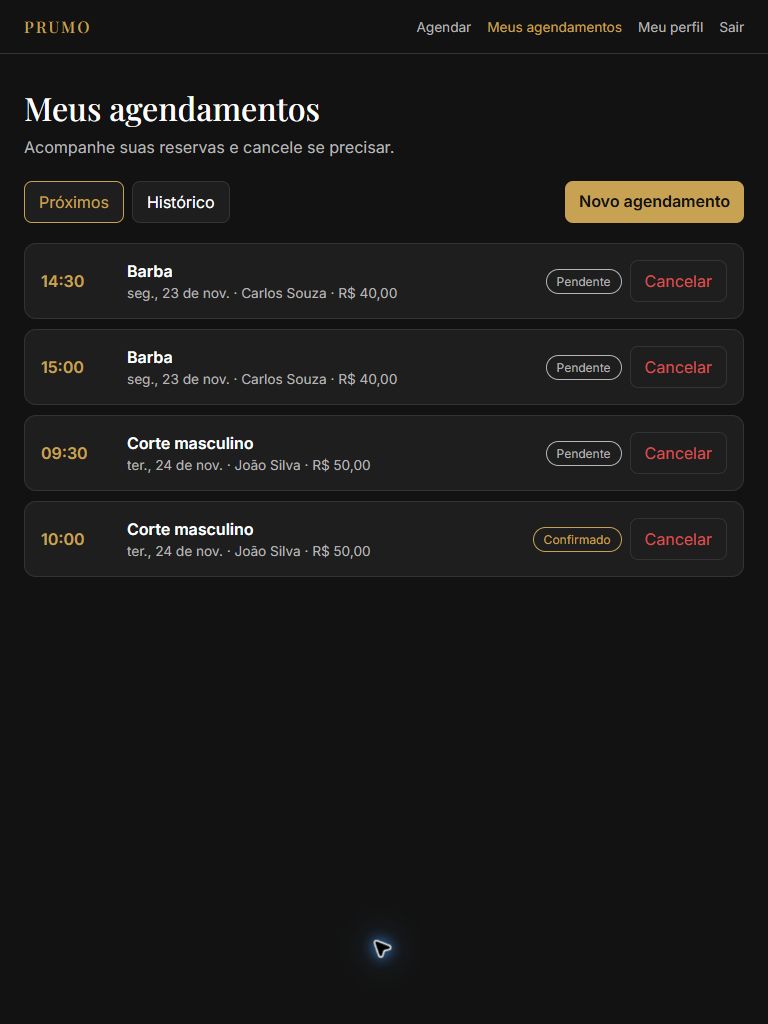 PRUMO
Agendar Meus agendamentos Meu perfil Sair
Meus agendamentos
Acompanhe suas reservas e cancele se precisar.
Próximos Histórico Novo agendamento
14:30 Barba
seg., 23 de nov. · Carlos Souza · R$ 40,00
Pendente Cancelar
15:00 Barba
seg., 23 de nov. · Carlos Souza · R$ 40,00
Pendente Cancelar
09:30 Corte masculino
ter., 24 de nov. · João Silva · R$ 50,00
Pendente Cancelar
10:00 Corte masculino
ter., 24 de nov. · João Silva · R$ 50,00
Confirmado Cancelar